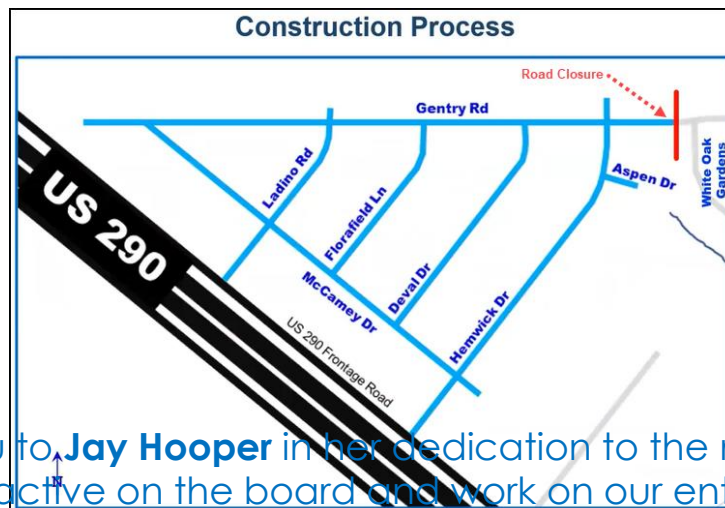 Construction Process
Road Closure
Gentry Rd
White Oak
Gardens
Aspen Dr
Ladino Rd
Florafield Ln
US 290
McCamey Dr
Deval Dr
Hemwick Dr
US 290 Frontage Road
to Jay Hooper in her dedication to the
N
active on the board and work on our